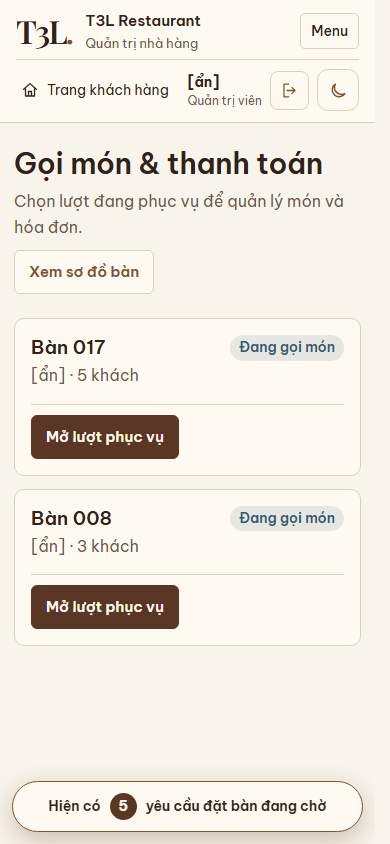 T3L.
T3L Restaurant
Quản trị nhà hàng
Menu
Trang khách hàng
[ẩn]
Quản trị viên
Gọi món & thanh toán
Chọn lượt đang phục vụ để quản lý món và
hóa đơn.
Xem sơ đồ bàn
Bàn 017
Đang gọi món
[ẩn] · 5 khách
Mở lượt phục vụ
Bàn 008
Đang gọi món
[ẩn] · 3 khách
Mở lượt phục vụ
Hiện có 5 yêu cầu đặt bàn đang chờ